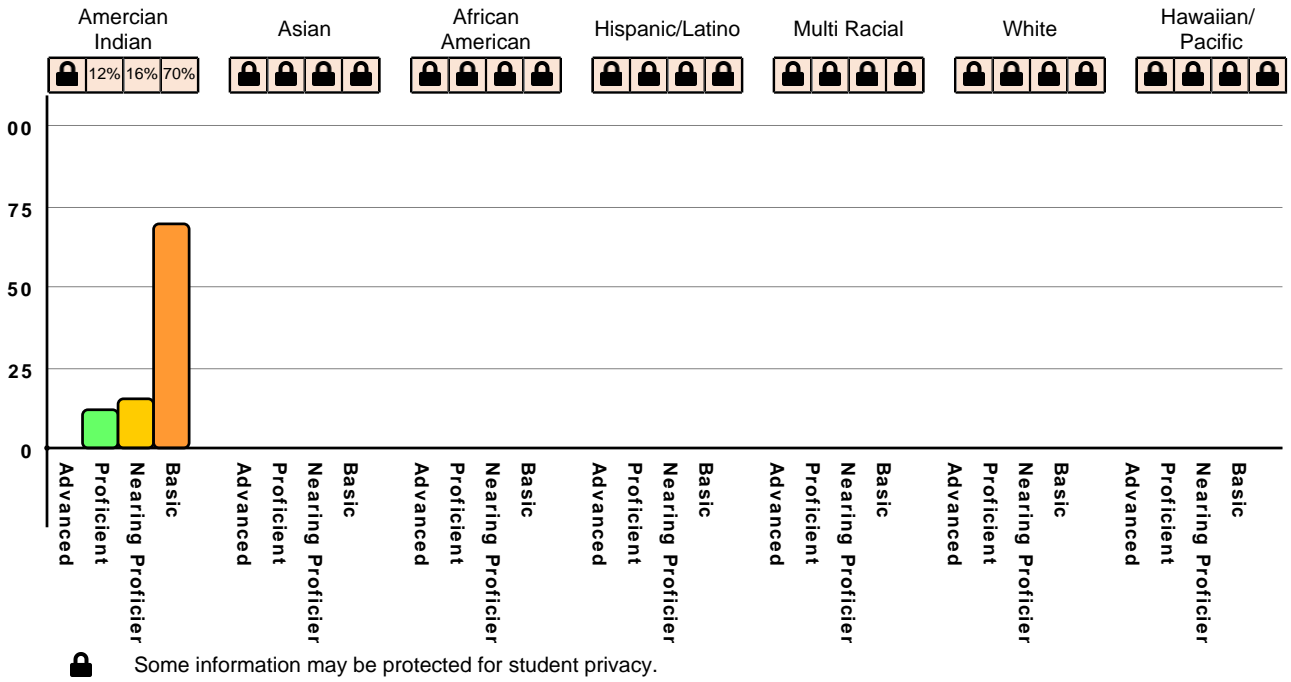 Amercian
Indian
Asian
African
American
Hispanic/Latino
Multi Racial
White
Hawaiian/
Pacific
12% 16% 70%
00
75
50
25
0
Advanced
Proficient
Nearing Proficier
Basic
Advanced
Proficient
Nearing Proficier
Basic
Advanced
Proficient
Nearing Proficier
Basic
Advanced
Proficient
Nearing Proficier
Basic
Advanced
Proficient
Nearing Proficier
Basic
Advanced
Proficient
Nearing Proficier
Basic
Advanced
Proficient
Nearing Proficier
Basic
Some information may be protected for student privacy.